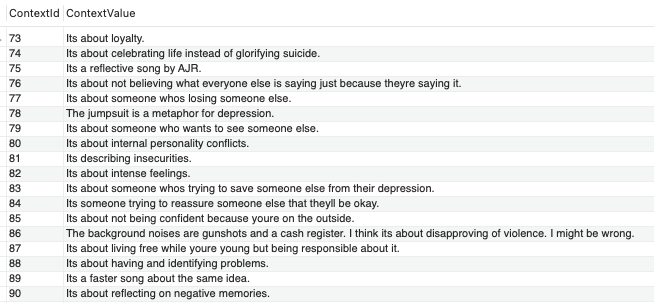 ContextId ContextValue
73 Its about loyalty.
74 Its about celebrating life instead of glorifying suicide.
75 Its a reflective song by AJR.
76 Its about not believing what everyone else is saying just because theyre saying it.
77 Its about someone whos losing someone else.
78 The jumpsuit is a metaphor for depression.
79 Its about someone who wants to see someone else.
80 Its about internal personality conflicts.
81 Its describing insecurities.
82 Its about intense feelings.
83 Its about someone whos trying to save someone else from their depression.
84 Its someone trying to reassure someone else that theyll be okay.
85 Its about not being confident because youre on the outside.
86 The background noises are gunshots and a cash register. I think its about disapproving of violence. I might be wrong.
87 Its about living free while youre young but being responsible about it.
88 Its about having and identifying problems.
89 Its a faster song about the same idea.
90 Its about reflecting on negative memories.